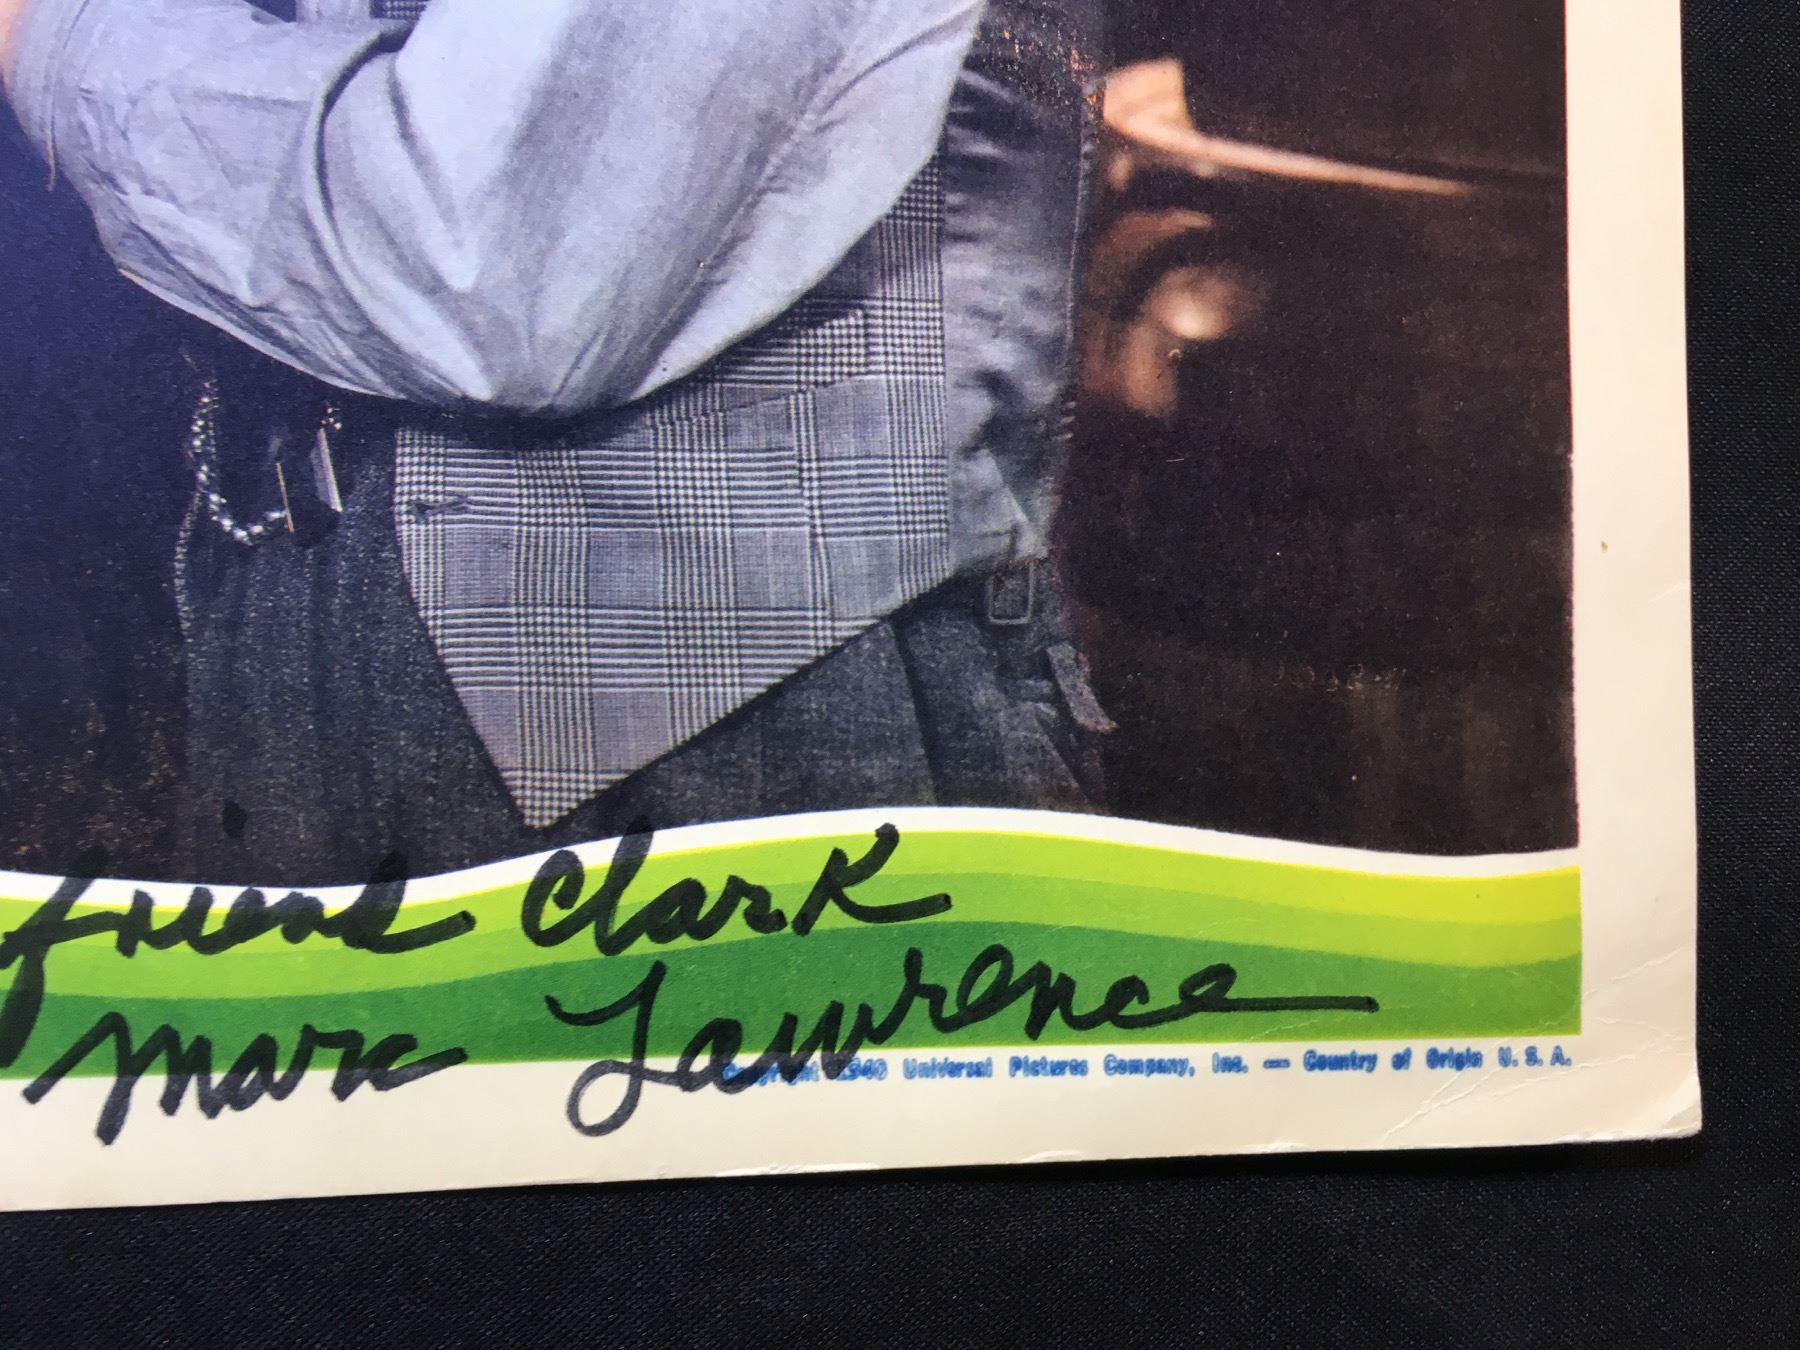 friend Clark
Marc Lawrence
Copyright 1940 Universal Pictures Company, Inc. — Country of Origin U. S. A.